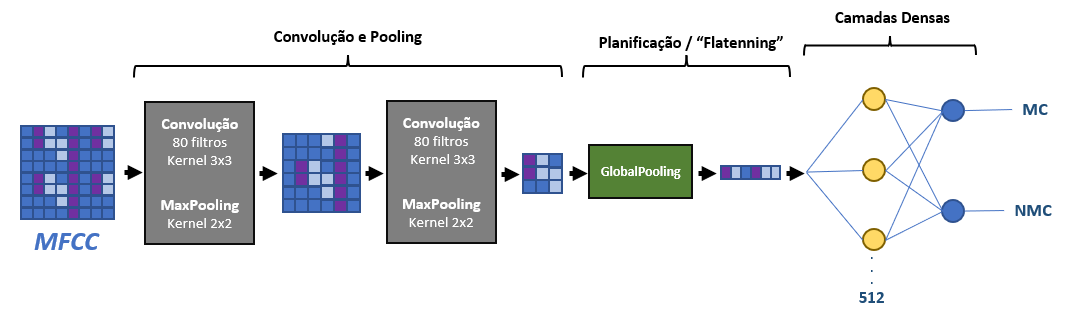 Convolução e Pooling
Planificação / “Flatenning”
Camadas Densas
MFCC
Convolução
80 filtros
Kernel 3x3
MaxPooling
Kernel 2x2
Convolução
80 filtros
Kernel 3x3
MaxPooling
Kernel 2x2
GlobalPooling
MC
NMC
512